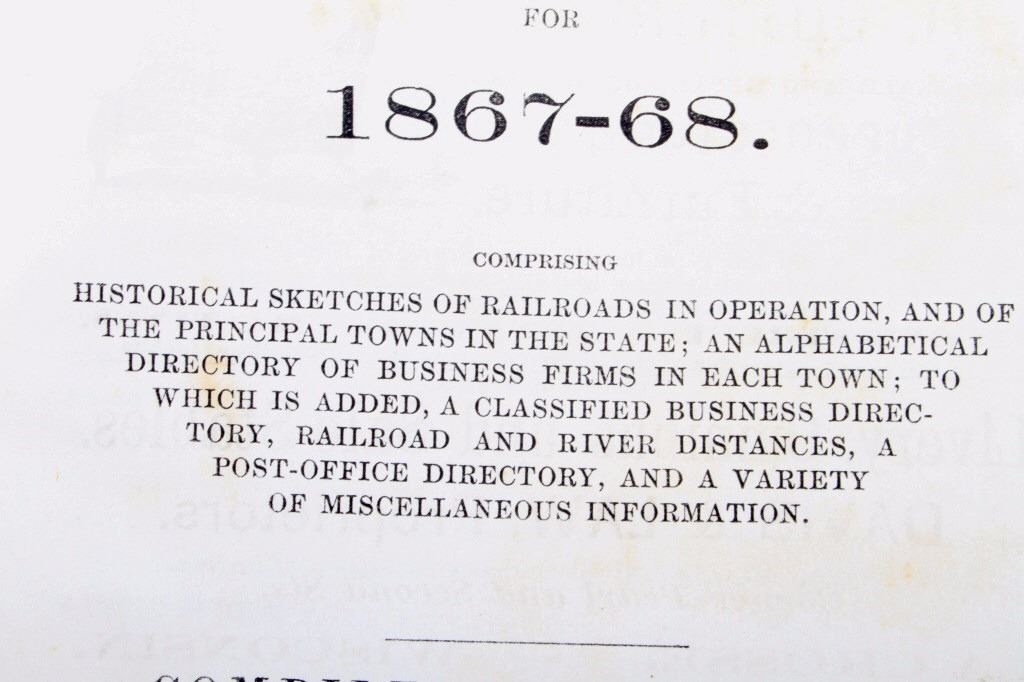 FOR
1867-68.
COMPRISING
HISTORICAL SKETCHES OF RAILROADS IN OPERATION, AND OF
THE PRINCIPAL TOWNS IN THE STATE; AN ALPHABETICAL
DIRECTORY OF BUSINESS FIRMS IN EACH TOWN; TO
WHICH IS ADDED, A CLASSIFIED BUSINESS DIREC-
TORY, RAILROAD AND RIVER DISTANCES, A
POST-OFFICE DIRECTORY, AND A VARIETY
OF MISCELLANEOUS INFORMATION.